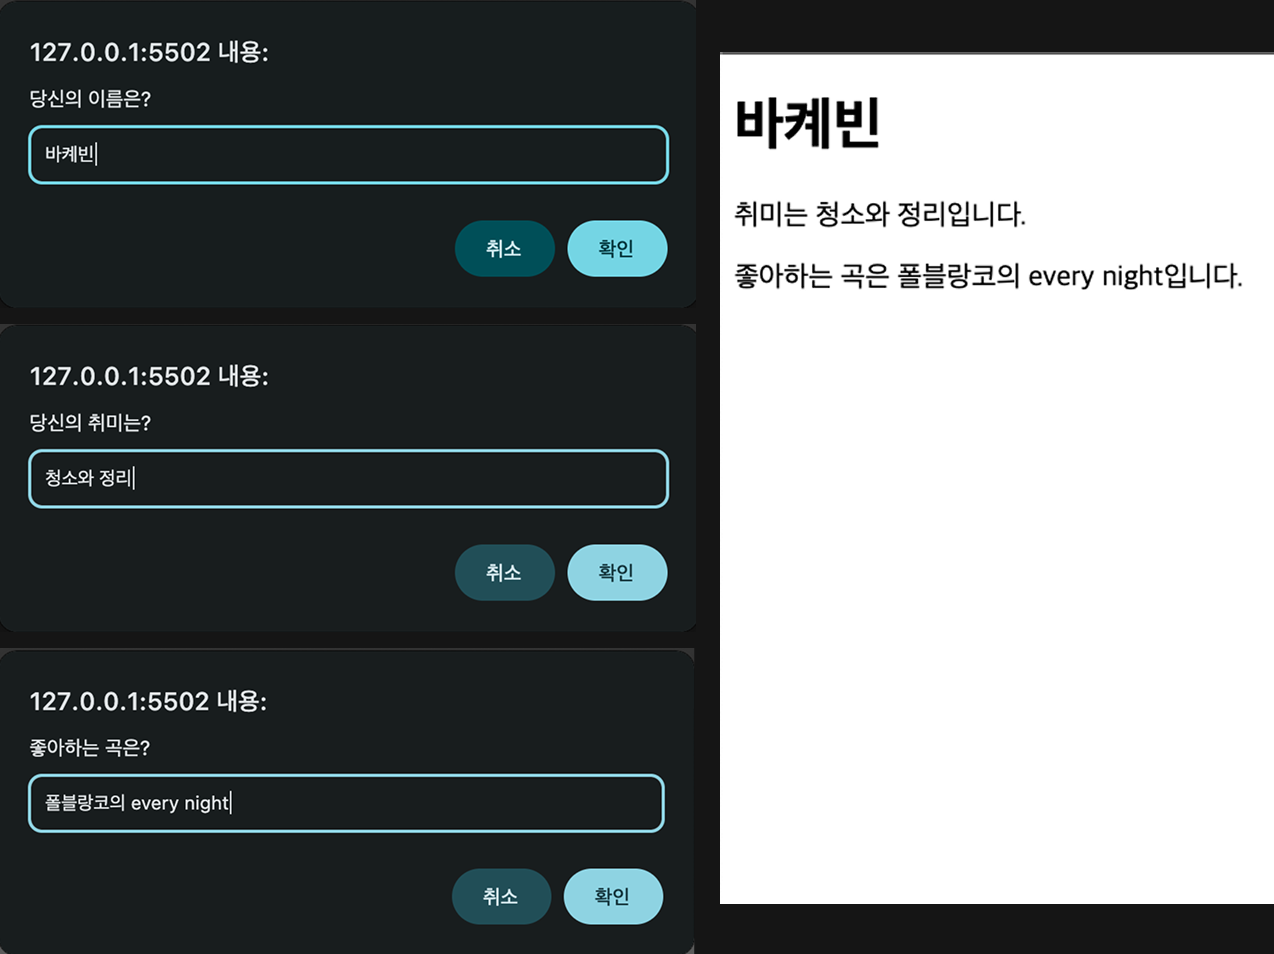 127.0.0.1:5502 내용:
당신의 이름은?
바케빈
취소 확인
127.0.0.1:5502 내용:
당신의 취미는?
청소와 정리
취소 확인
127.0.0.1:5502 내용:
좋아하는 곡은?
폴블랑코의 every night
취소 확인
바케빈
취미는 청소와 정리입니다.
좋아하는 곡은 폴블랑코의 every night입니다.